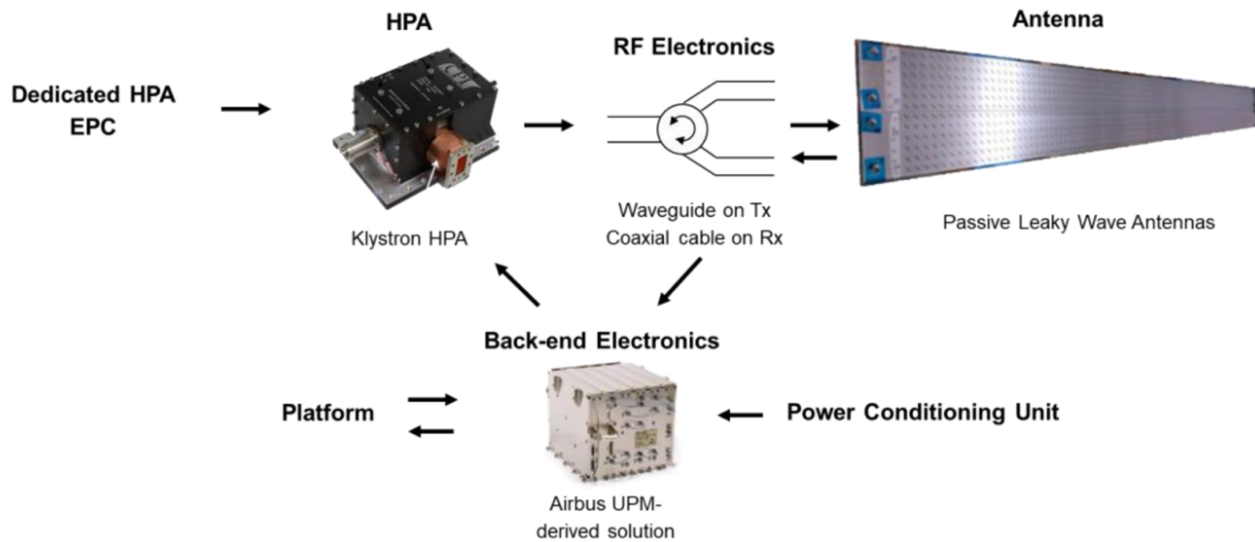 HPA
Antenna
RF Electronics
Dedicated HPA
EPC
Klystron HPA
Waveguide on Tx
Coaxial cable on Rx
Passive Leaky Wave Antennas
Back-end Electronics
Platform
Power Conditioning Unit
Airbus UPM-
derived solution